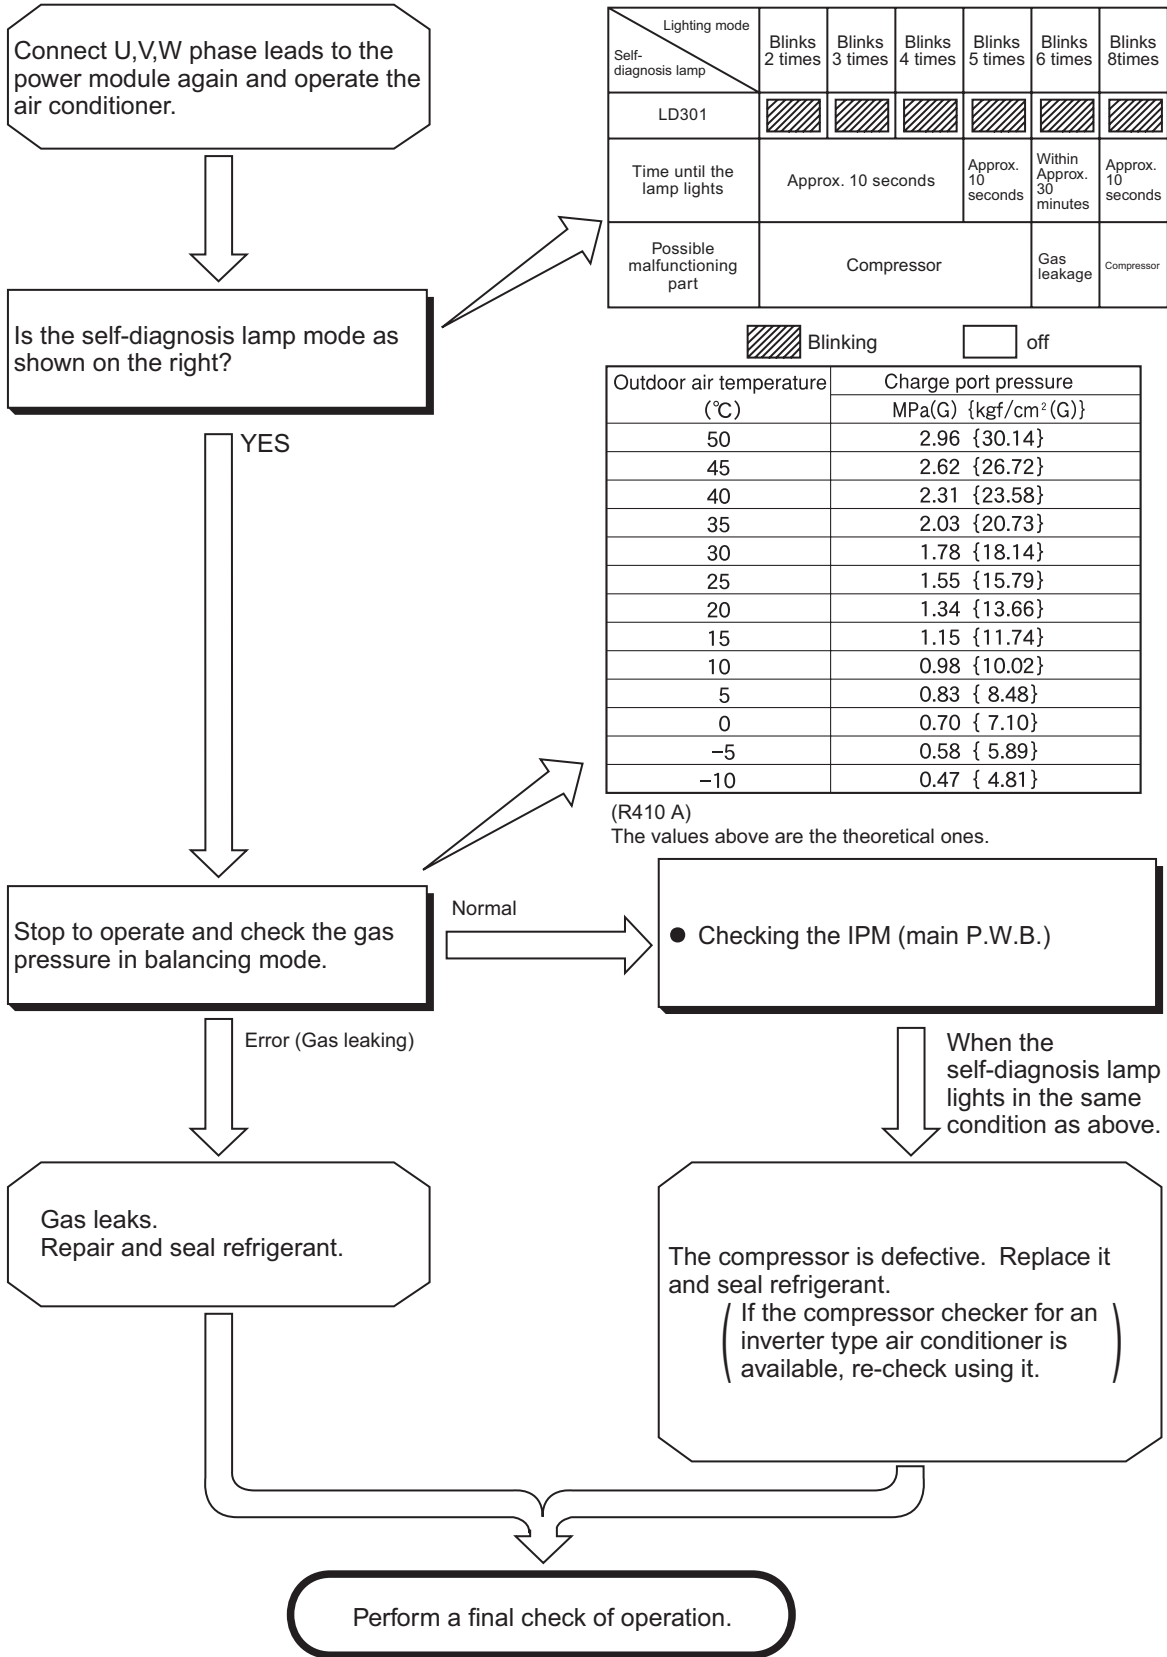 Connect U,V,W phase leads to the
power module again and operate the
air conditioner.
Lighting mode
Self-
diagnosis lamp
Blinks
2 times
Blinks
3 times
Blinks
4 times
Blinks
5 times
Blinks
6 times
Blinks
8times
LD301
Time until the
lamp lights
Approx. 10 seconds
Approx.
10
seconds
Within
Approx.
30
minutes
Approx.
10
seconds
Possible
malfunctioning
part
Compressor
Gas
leakage
Compressor
Is the self-diagnosis lamp mode as
shown on the right?
Blinking
off
YES
Outdoor air temperature
(℃)
Charge port pressure
MPa(G) {kgf/cm²(G)}
50 2.96 {30.14}
45 2.62 {26.72}
40 2.31 {23.58}
35 2.03 {20.73}
30 1.78 {18.14}
25 1.55 {15.79}
20 1.34 {13.66}
15 1.15 {11.74}
10 0.98 {10.02}
5 0.83 { 8.48}
0 0.70 { 7.10}
−5 0.58 { 5.89}
−10 0.47 { 4.81}
(R410 A)
The values above are the theoretical ones.
Stop to operate and check the gas
pressure in balancing mode.
Normal
● Checking the IPM (main P.W.B.)
Error (Gas leaking)
When the
self-diagnosis lamp
lights in the same
condition as above.
Gas leaks.
Repair and seal refrigerant.
The compressor is defective. Replace it
and seal refrigerant.
( If the compressor checker for an
inverter type air conditioner is
available, re-check using it. )
Perform a final check of operation.